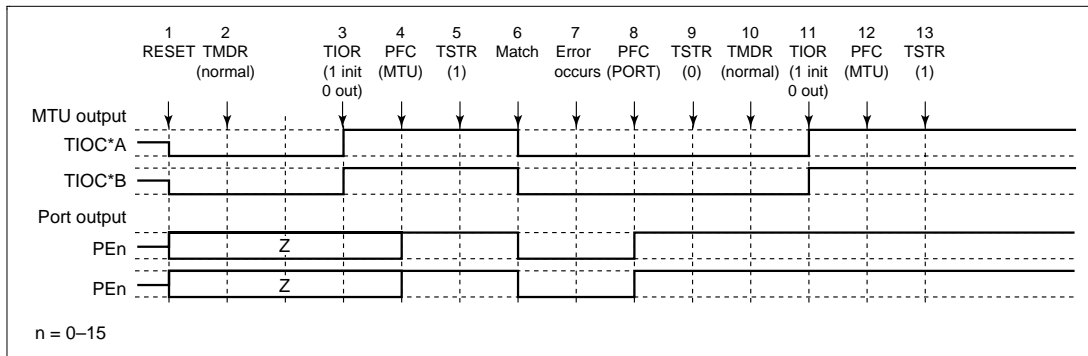 1 2 3 4 5 6 7 8 9 10 11 12 13
RESET TMDR TIOR PFC TSTR Match Error PFC TSTR TMDR TIOR PFC TSTR
(normal) (1 init (MTU) (1) occurs (PORT) (0) (normal) (1 init (MTU) (1)
0 out) 0 out)
MTU output
TIOC*A
TIOC*B
Port output
PEn Z
PEn Z
n = 0–15